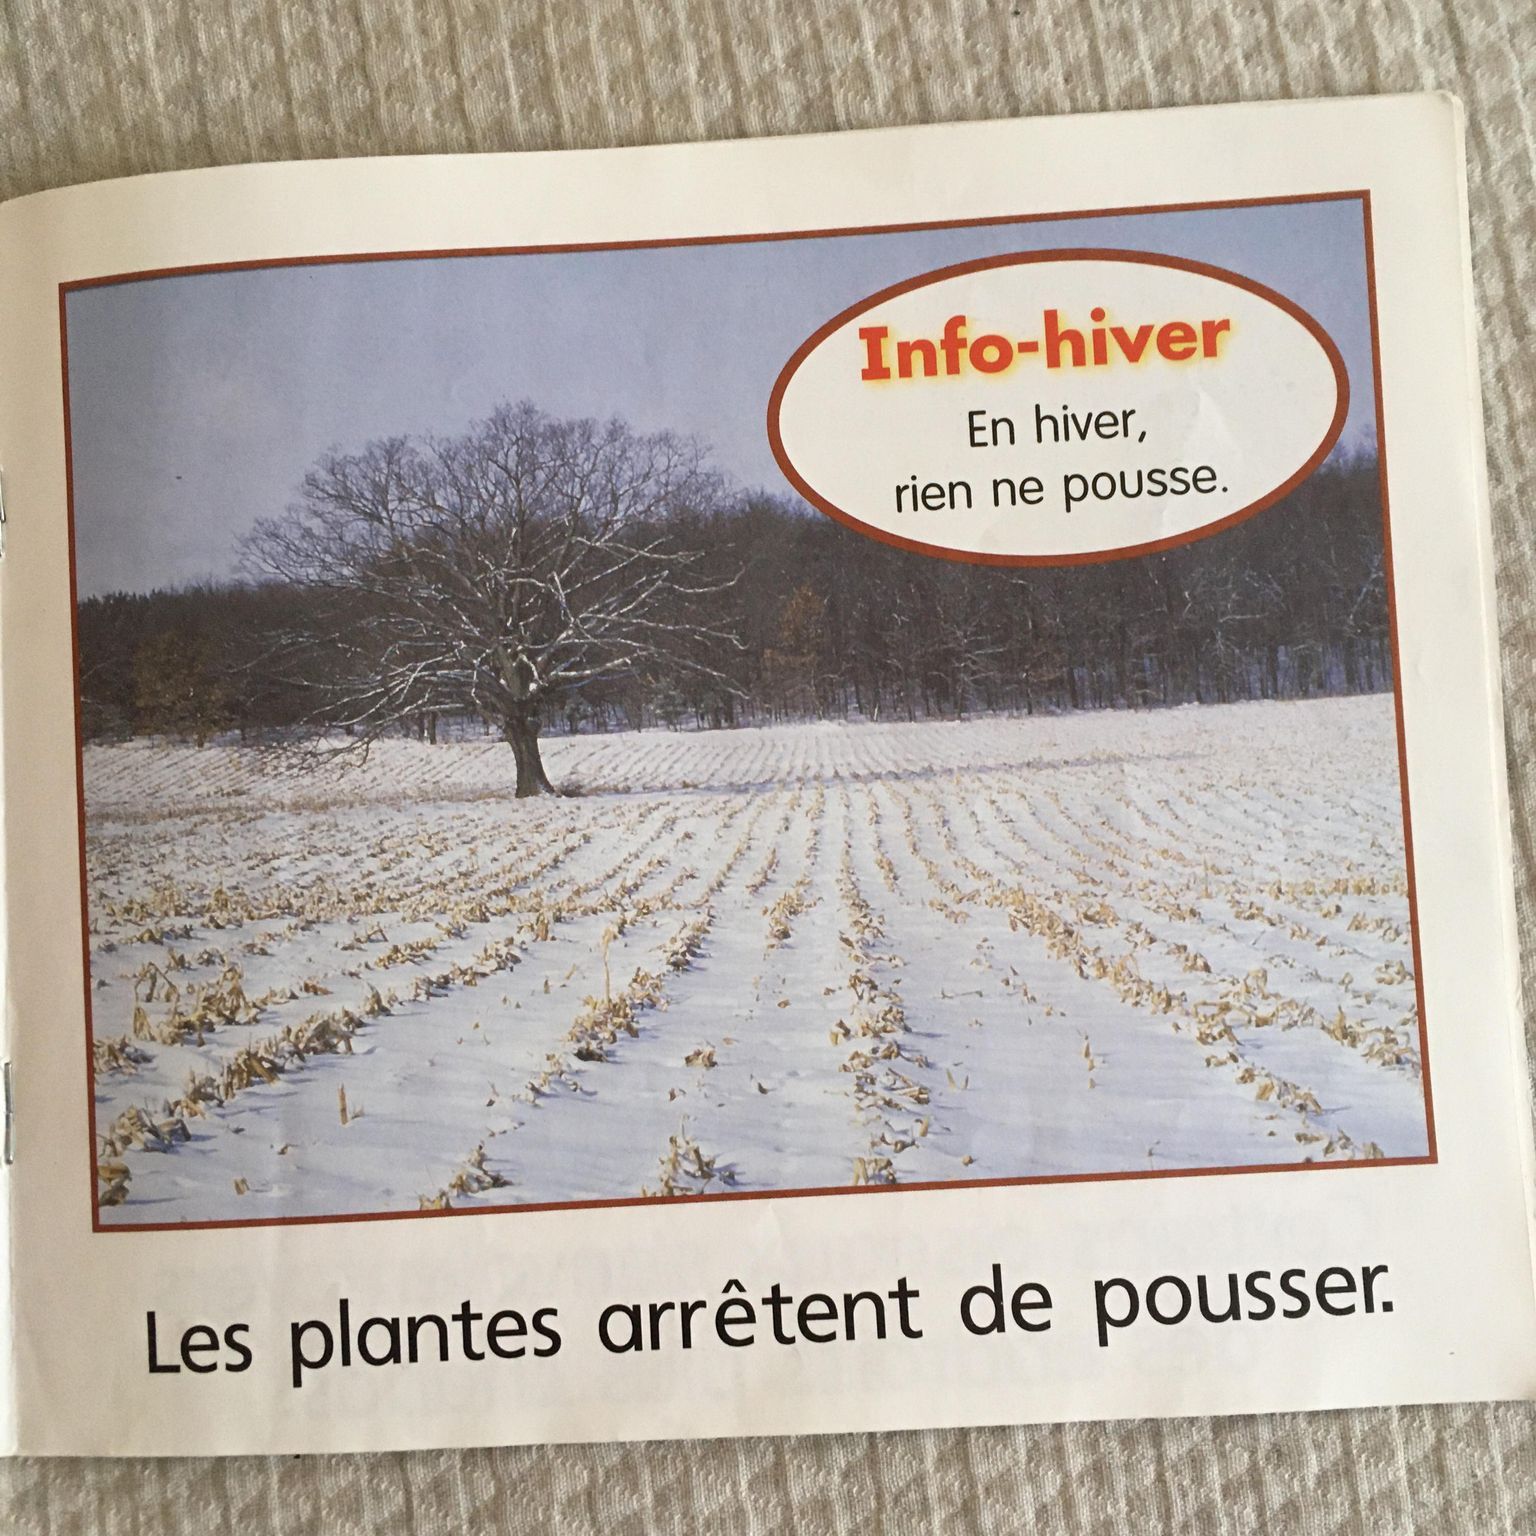 Info-hiver
En hiver,
rien ne pousse.
Les plantes arrêtent de pousser.